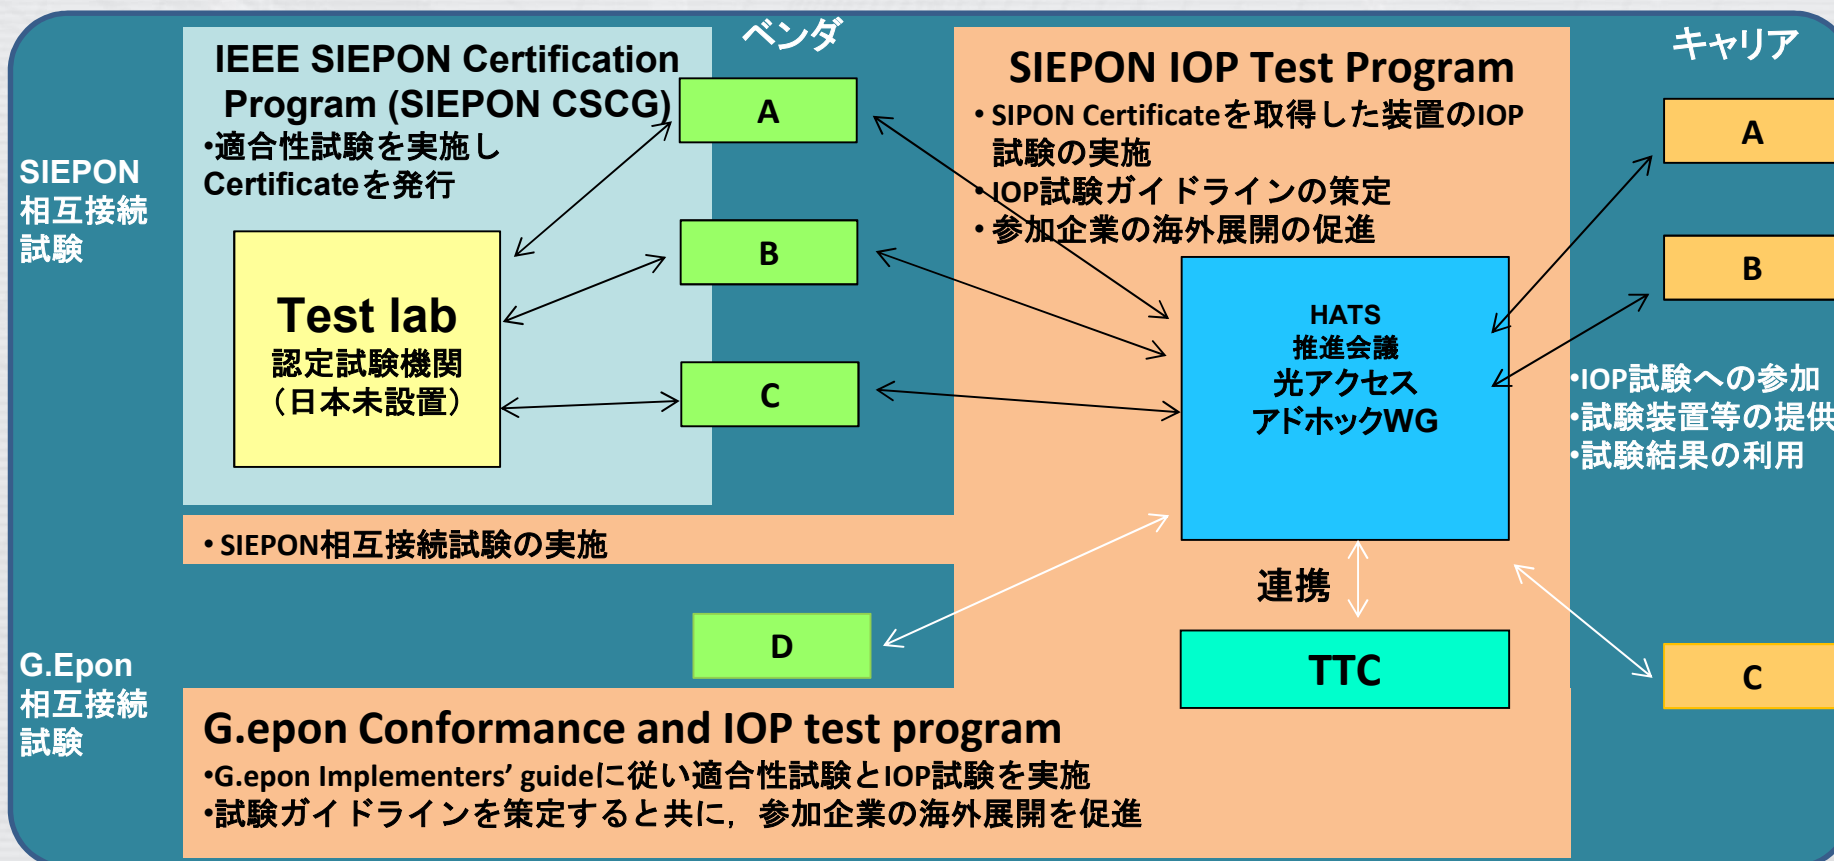 ベンダ
キャリア
IEEE SIEPON Certification
Program (SIEPON CSCG)
•適合性試験を実施し
Certificateを発行
SIEPON
相互接続
試験
Test lab
認定試験機関
（日本未設置）
A
B
C
SIEPON IOP Test Program
• SIPON Certificateを取得した装置のIOP
試験の実施
• IOP試験ガイドラインの策定
• 参加企業の海外展開の促進
HATS
推進会議
光アクセス
アドホックWG
A
B
•IOP試験への参加
•試験装置等の提供
•試験結果の利用
• SIEPON相互接続試験の実施
連携
D
TTC
C
G.Epon
相互接続
試験
G.epon Conformance and IOP test program
•G.epon Implementers’ guideに従い適合性試験とIOP試験を実施
•試験ガイドラインを策定すると共に，参加企業の海外展開を促進